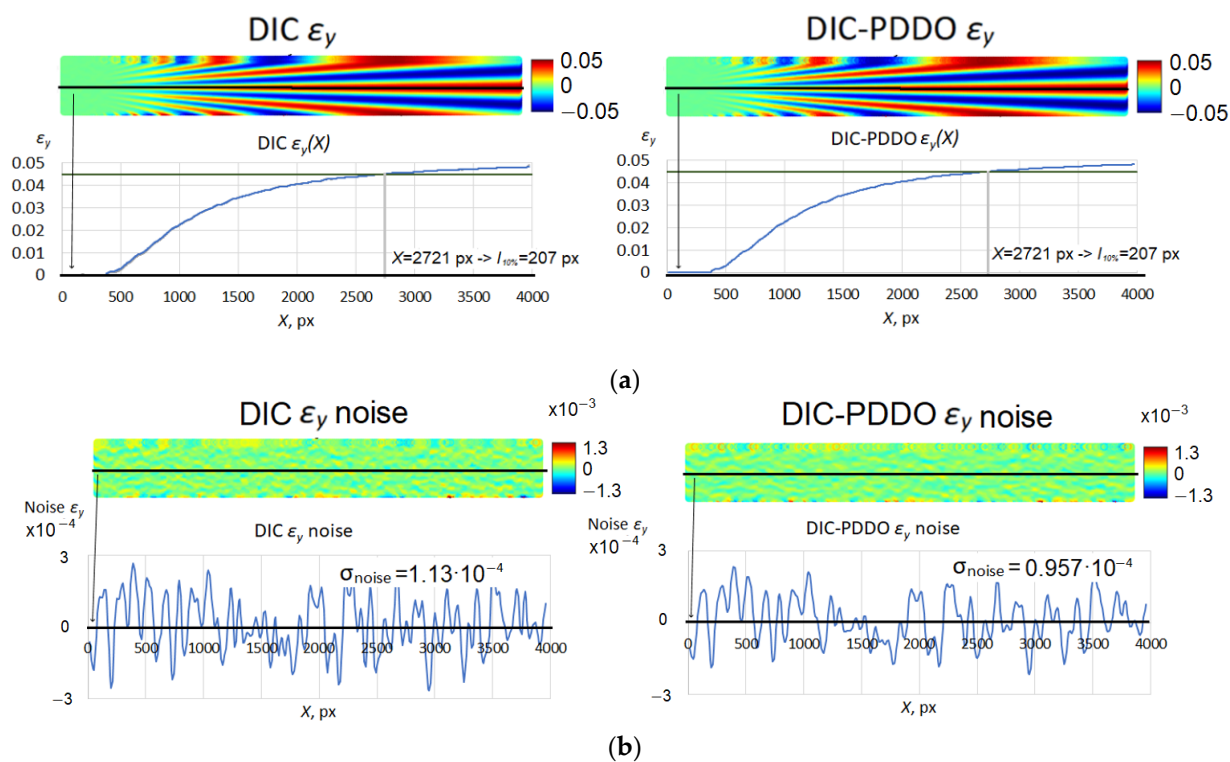 DIC εy
DIC-PDDO εy
0.05
0
−0.05
0.05
0
−0.05
εy
DIC εy(X)
0.05
0.04
0.03
0.02
0.01
0
X=2721 px -> l10%=207 px
0 500 1000 1500 2000 2500 3000 3500 4000
X, px
εy
DIC-PDDO εy(X)
0.05
0.04
0.03
0.02
0.01
0
X=2721 px -> l10%=207 px
0 500 1000 1500 2000 2500 3000 3500 4000
X, px
(a)
DIC εy noise
x10−3
1.3
0
−1.3
DIC-PDDO εy noise
x10−3
1.3
0
−1.3
Noise εy
x10−4
DIC εy noise
σnoise =1.13·10−4
3
0
−3
0 500 1000 1500 2000 2500 3000 3500 4000
X, px
Noise εy
x10−4
DIC-PDDO εy noise
σnoise = 0.957·10−4
3
0
−3
0 500 1000 1500 2000 2500 3000 3500 4000
X, px
(b)